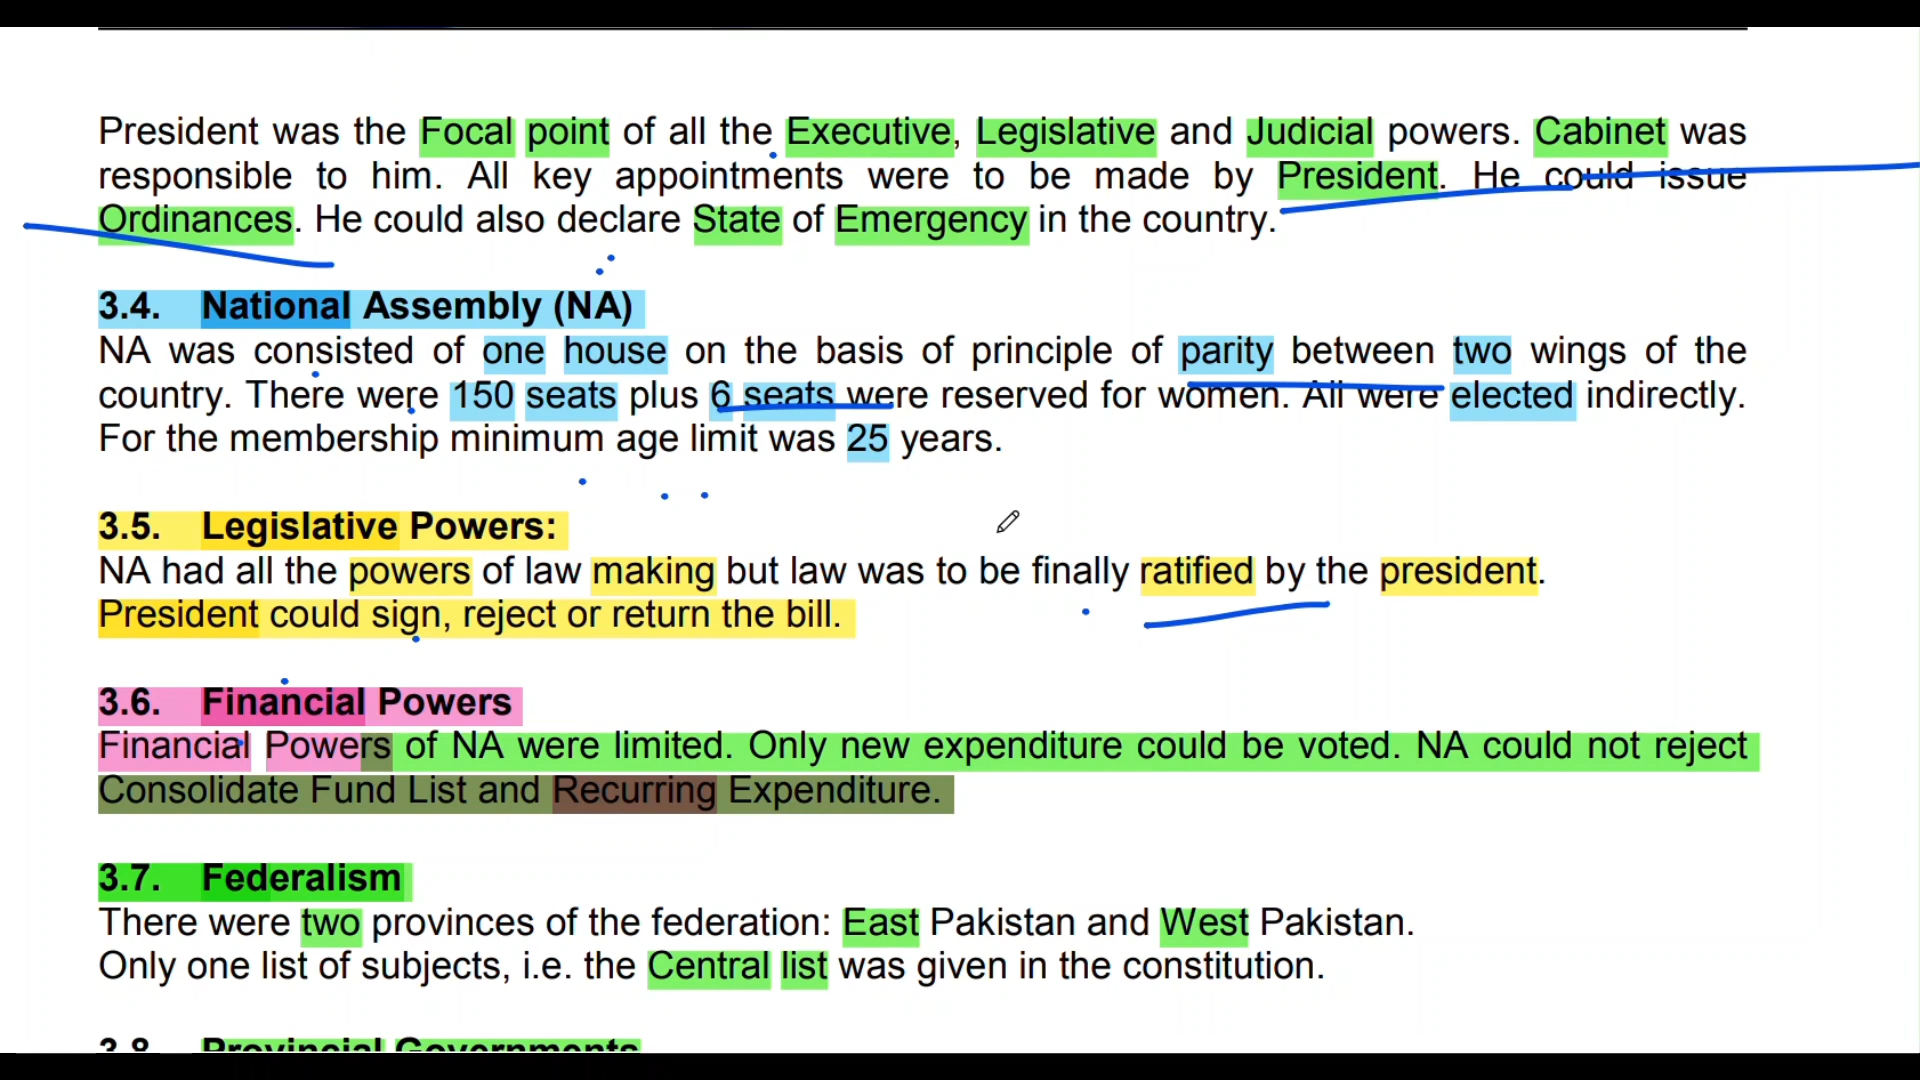 President was the Focal point of all the Executive, Legislative and Judicial powers. Cabinet was
responsible to him. All key appointments were to be made by President. He could issue
Ordinances. He could also declare State of Emergency in the country.
3.4. National Assembly (NA)
NA was consisted of one house on the basis of principle of parity between two wings of the
country. There were 150 seats plus 6 seats were reserved for women. All were elected indirectly.
For the membership minimum age limit was 25 years.
3.5. Legislative Powers:
NA had all the powers of law making but law was to be finally ratified by the president.
President could sign, reject or return the bill.
3.6. Financial Powers
Financial Powers of NA were limited. Only new expenditure could be voted. NA could not reject
Consolidate Fund List and Recurring Expenditure.
3.7. Federalism
There were two provinces of the federation: East Pakistan and West Pakistan.
Only one list of subjects, i.e. the Central list was given in the constitution.
3.8. Provincial Governments